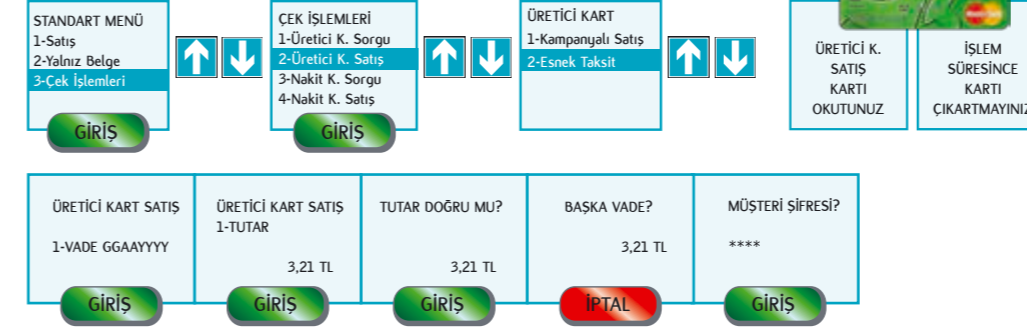 STANDART MENÜ
1-Satış
2-Yalnız Belge
3-Çek İşlemleri
GİRİŞ
ÇEK İŞLEMLERİ
1-Üretici K. Sorgu
2-Üretici K. Satış
3-Nakit K. Sorgu
4-Nakit K. Satış
GİRİŞ
ÜRETİCİ KART
1-Kampanyalı Satış
2-Esnek Taksit
ÜRETİCİ K.
SATIŞ
KARTI
OKUTUNUZ
İŞLEM
SÜRESİNCE
KARTI
ÇIKARTMAYINIZ
ÜRETİCİ KART SATIŞ
1-VADE GGAAYYYY
GİRİŞ
ÜRETİCİ KART SATIŞ
1-TUTAR
3,21 TL
GİRİŞ
TUTAR DOĞRU MU?
3,21 TL
GİRİŞ
BAŞKA VADE?
3,21 TL
İPTAL
MÜŞTERİ ŞİFRESİ?
****
GİRİŞ